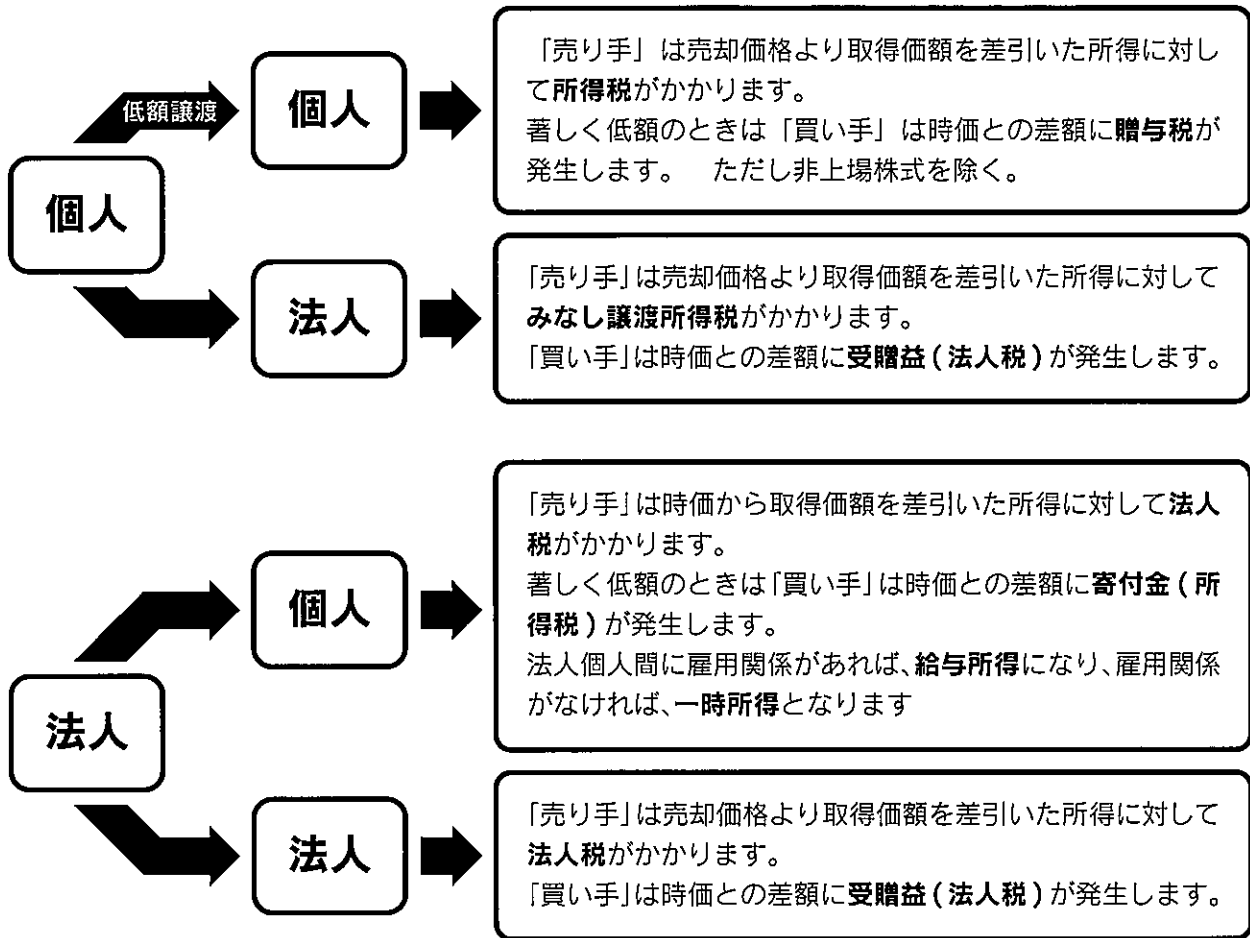 低額譲渡
個人
個人
「売り手」は売却価格より取得価額を差引いた所得に対し
て所得税がかかります。
著しく低額のときは「買い手」は時価との差額に贈与税が
発生します。　ただし非上場株式を除く。
法人
「売り手」は売却価格より取得価額を差引いた所得に対して
みなし譲渡所得税がかかります。
「買い手」は時価との差額に受贈益(法人税)が発生します。
法人
個人
「売り手」は時価から取得価額を差引いた所得に対して法人
税がかかります。
著しく低額のときは「買い手」は時価との差額に寄付金(所
得税)が発生します。
法人個人間に雇用関係があれば、給与所得になり、雇用関係
がなければ、一時所得となります
法人
「売り手」は売却価格より取得価額を差引いた所得に対して
法人税がかかります。
「買い手」は時価との差額に受贈益(法人税)が発生します。